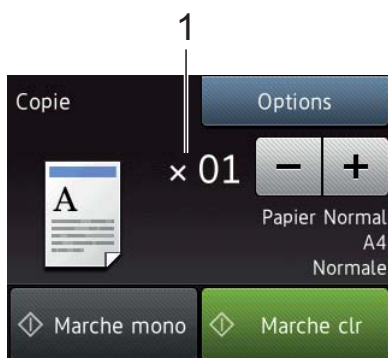 1
Copie
Options
× 01
− +
A
Papier Normal
A4
Normale
Marche mono
Marche clr